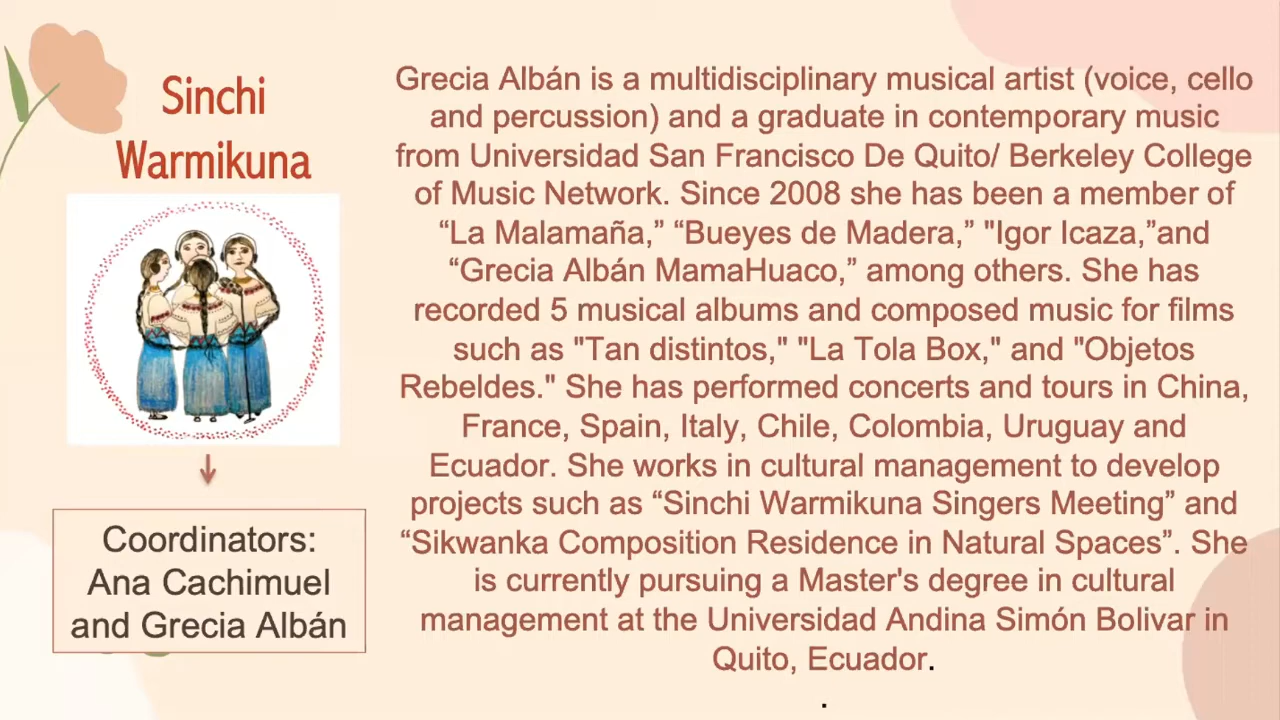 Sinchi
Warmikuna
Coordinators:
Ana Cachimuel
and Grecia Albán
Grecia Albán is a multidisciplinary musical artist (voice, cello
and percussion) and a graduate in contemporary music
from Universidad San Francisco De Quito/ Berkeley College
of Music Network. Since 2008 she has been a member of
“La Malamaña,” “Bueyes de Madera,” "Igor Icaza,”and
“Grecia Albán MamaHuaco,” among others. She has
recorded 5 musical albums and composed music for films
such as "Tan distintos," "La Tola Box," and "Objetos
Rebeldes." She has performed concerts and tours in China,
France, Spain, Italy, Chile, Colombia, Uruguay and
Ecuador. She works in cultural management to develop
projects such as “Sinchi Warmikuna Singers Meeting” and
“Sikwanka Composition Residence in Natural Spaces”. She
is currently pursuing a Master's degree in cultural
management at the Universidad Andina Simón Bolivar in
Quito, Ecuador.
.